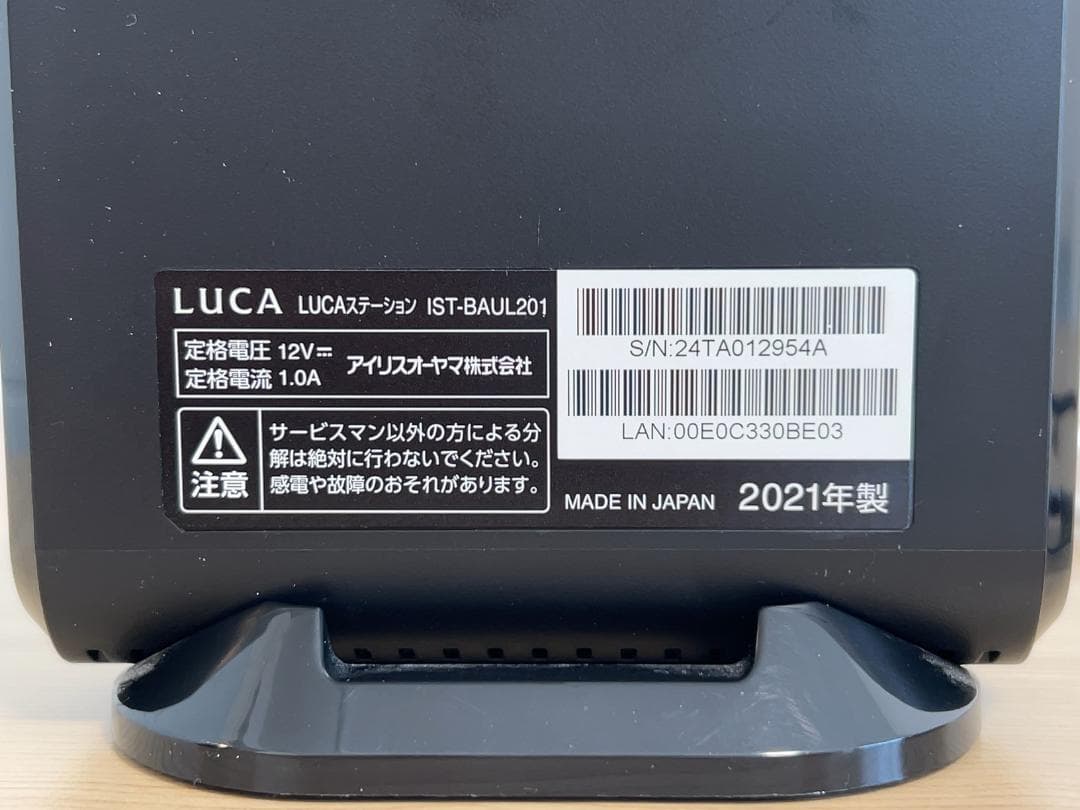 LUCA LUCAステーション IST-BAUL201
定格電圧 12V⎓
定格電流 1.0A
アイリスオーヤマ株式会社
注意
サービスマン以外の方による分
解は絶対に行わないでください。
感電や故障のおそれがあります。
S/N:24TA012954A
LAN:00E0C330BE03
MADE IN JAPAN 2021年製